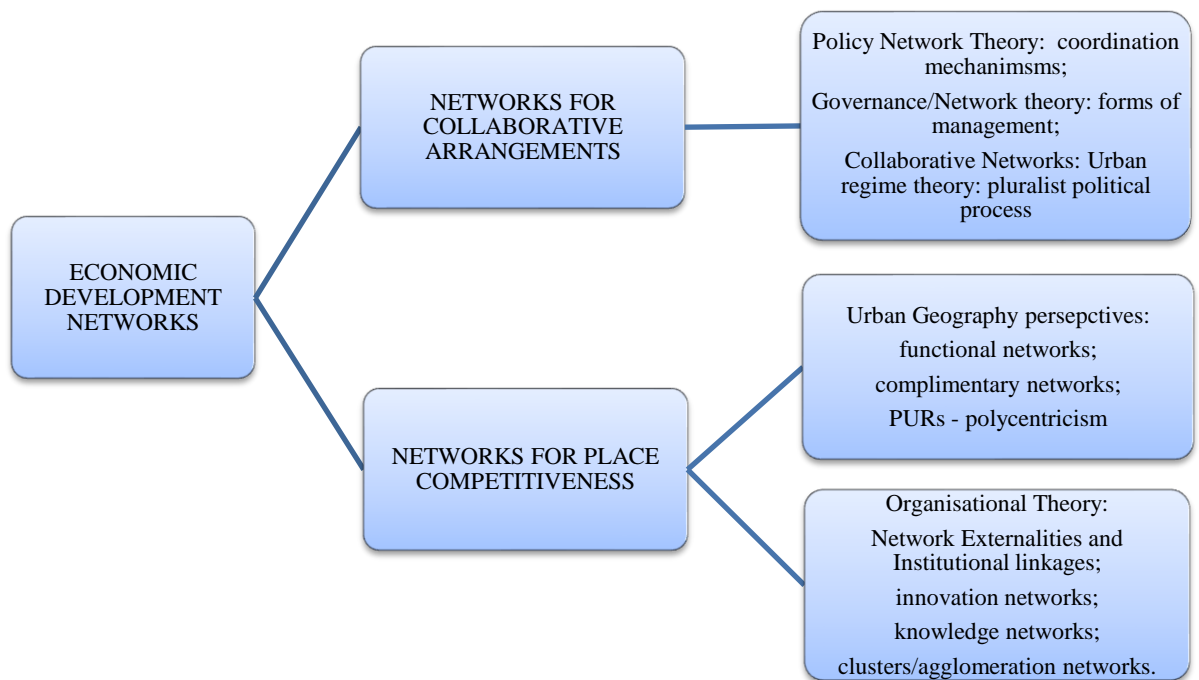 ECONOMIC
DEVELOPMENT
NETWORKS
NETWORKS FOR
COLLABORATIVE
ARRANGEMENTS
Policy Network Theory: coordination
mechanimsms;
Governance/Network theory: forms of
management;
Collaborative Networks: Urban
regime theory: pluralist political
process
NETWORKS FOR PLACE
COMPETITIVENESS
Urban Geography persepctives:
functional networks;
complimentary networks;
PURs - polycentricism
Organisational Theory:
Network Externalities and
Institutional linkages;
innovation networks;
knowledge networks;
clusters/agglomeration networks.